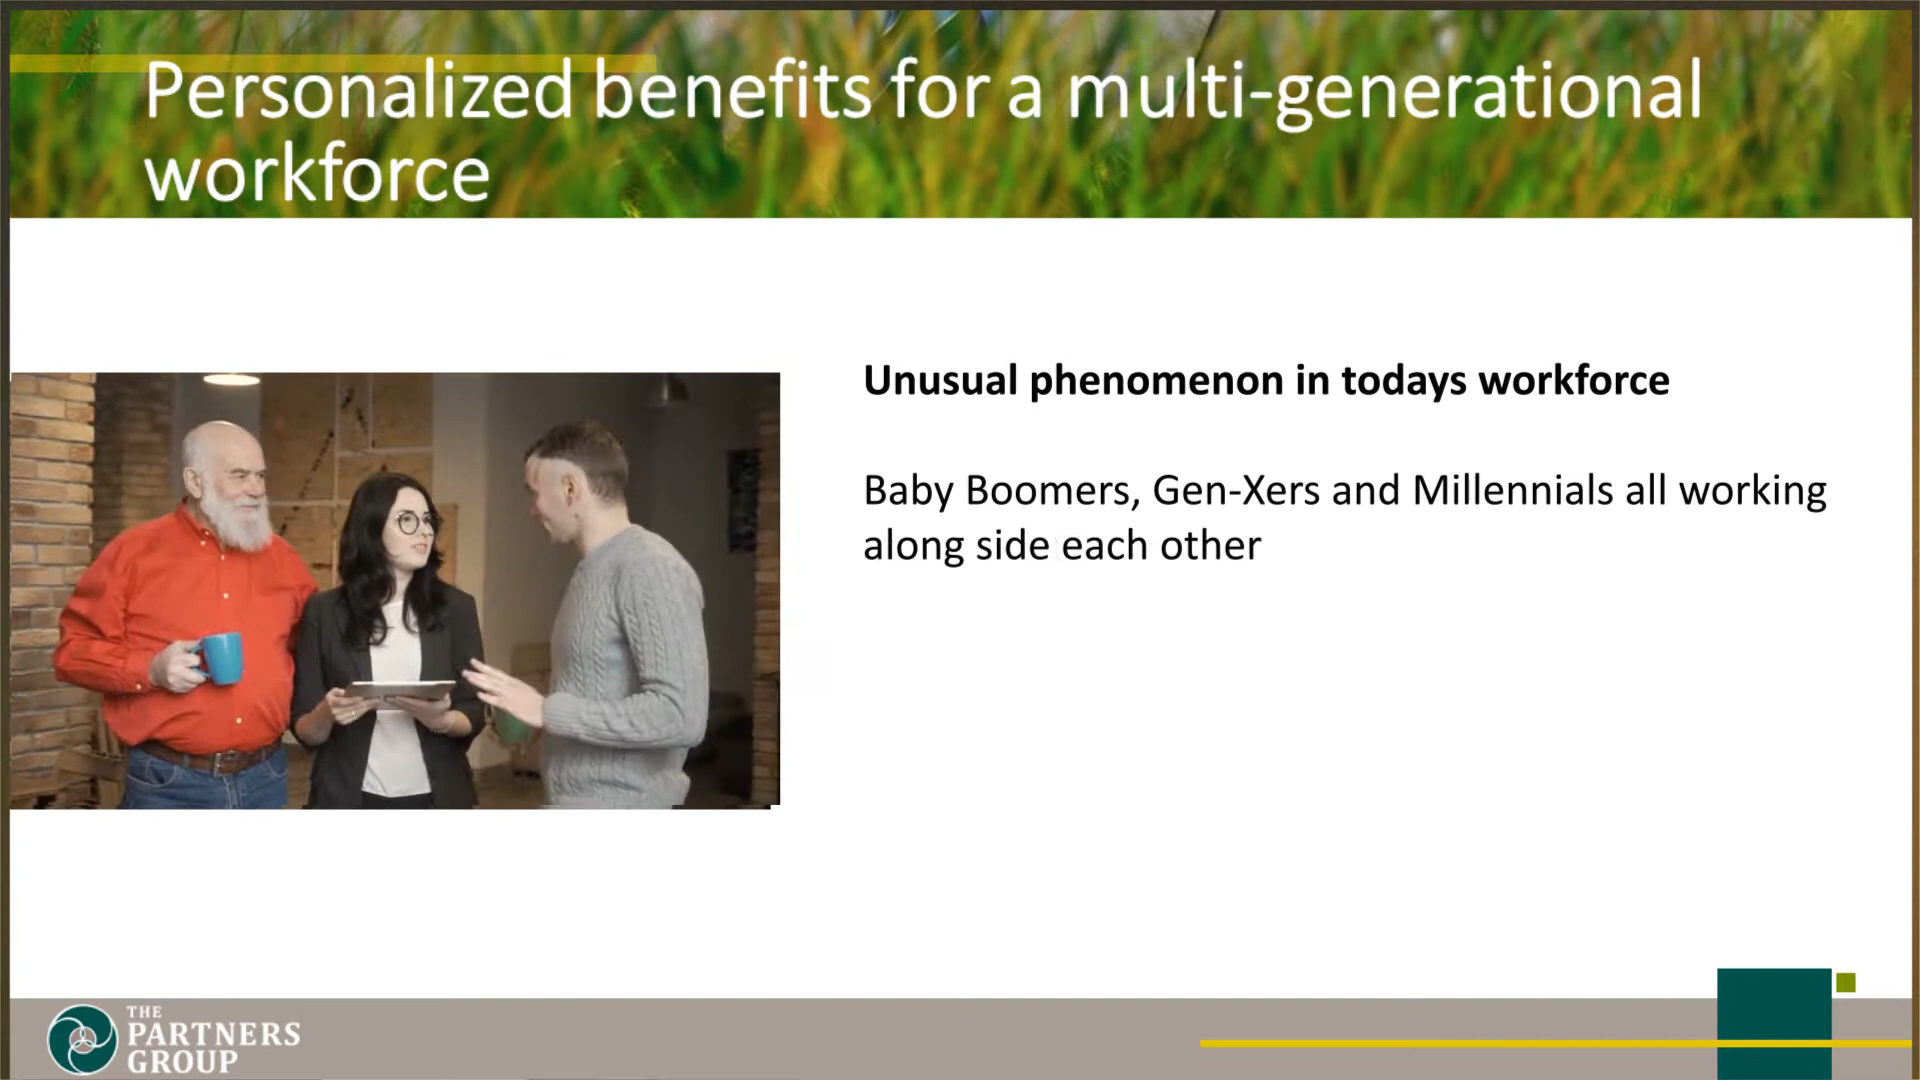 Personalized benefits for a multi-generational
workforce
Unusual phenomenon in todays workforce
Baby Boomers, Gen-Xers and Millennials all working
along side each other
THE
PARTNERS
GROUP